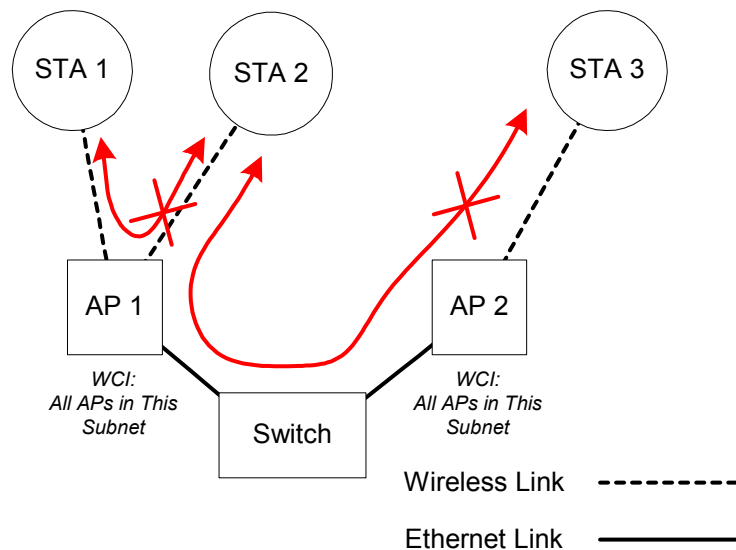 STA 1
STA 2
STA 3
AP 1
AP 2
WCI:
All APs in This
Subnet
WCI:
All APs in This
Subnet
Switch
Wireless Link
Ethernet Link